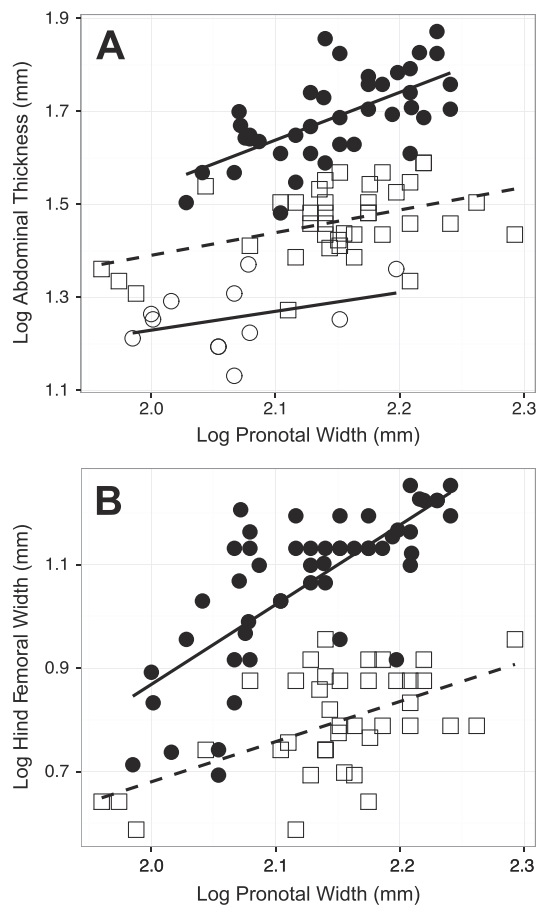 A
Log Abdominal Thickness (mm)
1.9
1.7
1.5
1.3
1.1
2.0 2.1 2.2 2.3
Log Pronotal Width (mm)
B
Log Hind Femoral Width (mm)
1.1
0.9
0.7
2.0 2.1 2.2 2.3
Log Pronotal Width (mm)